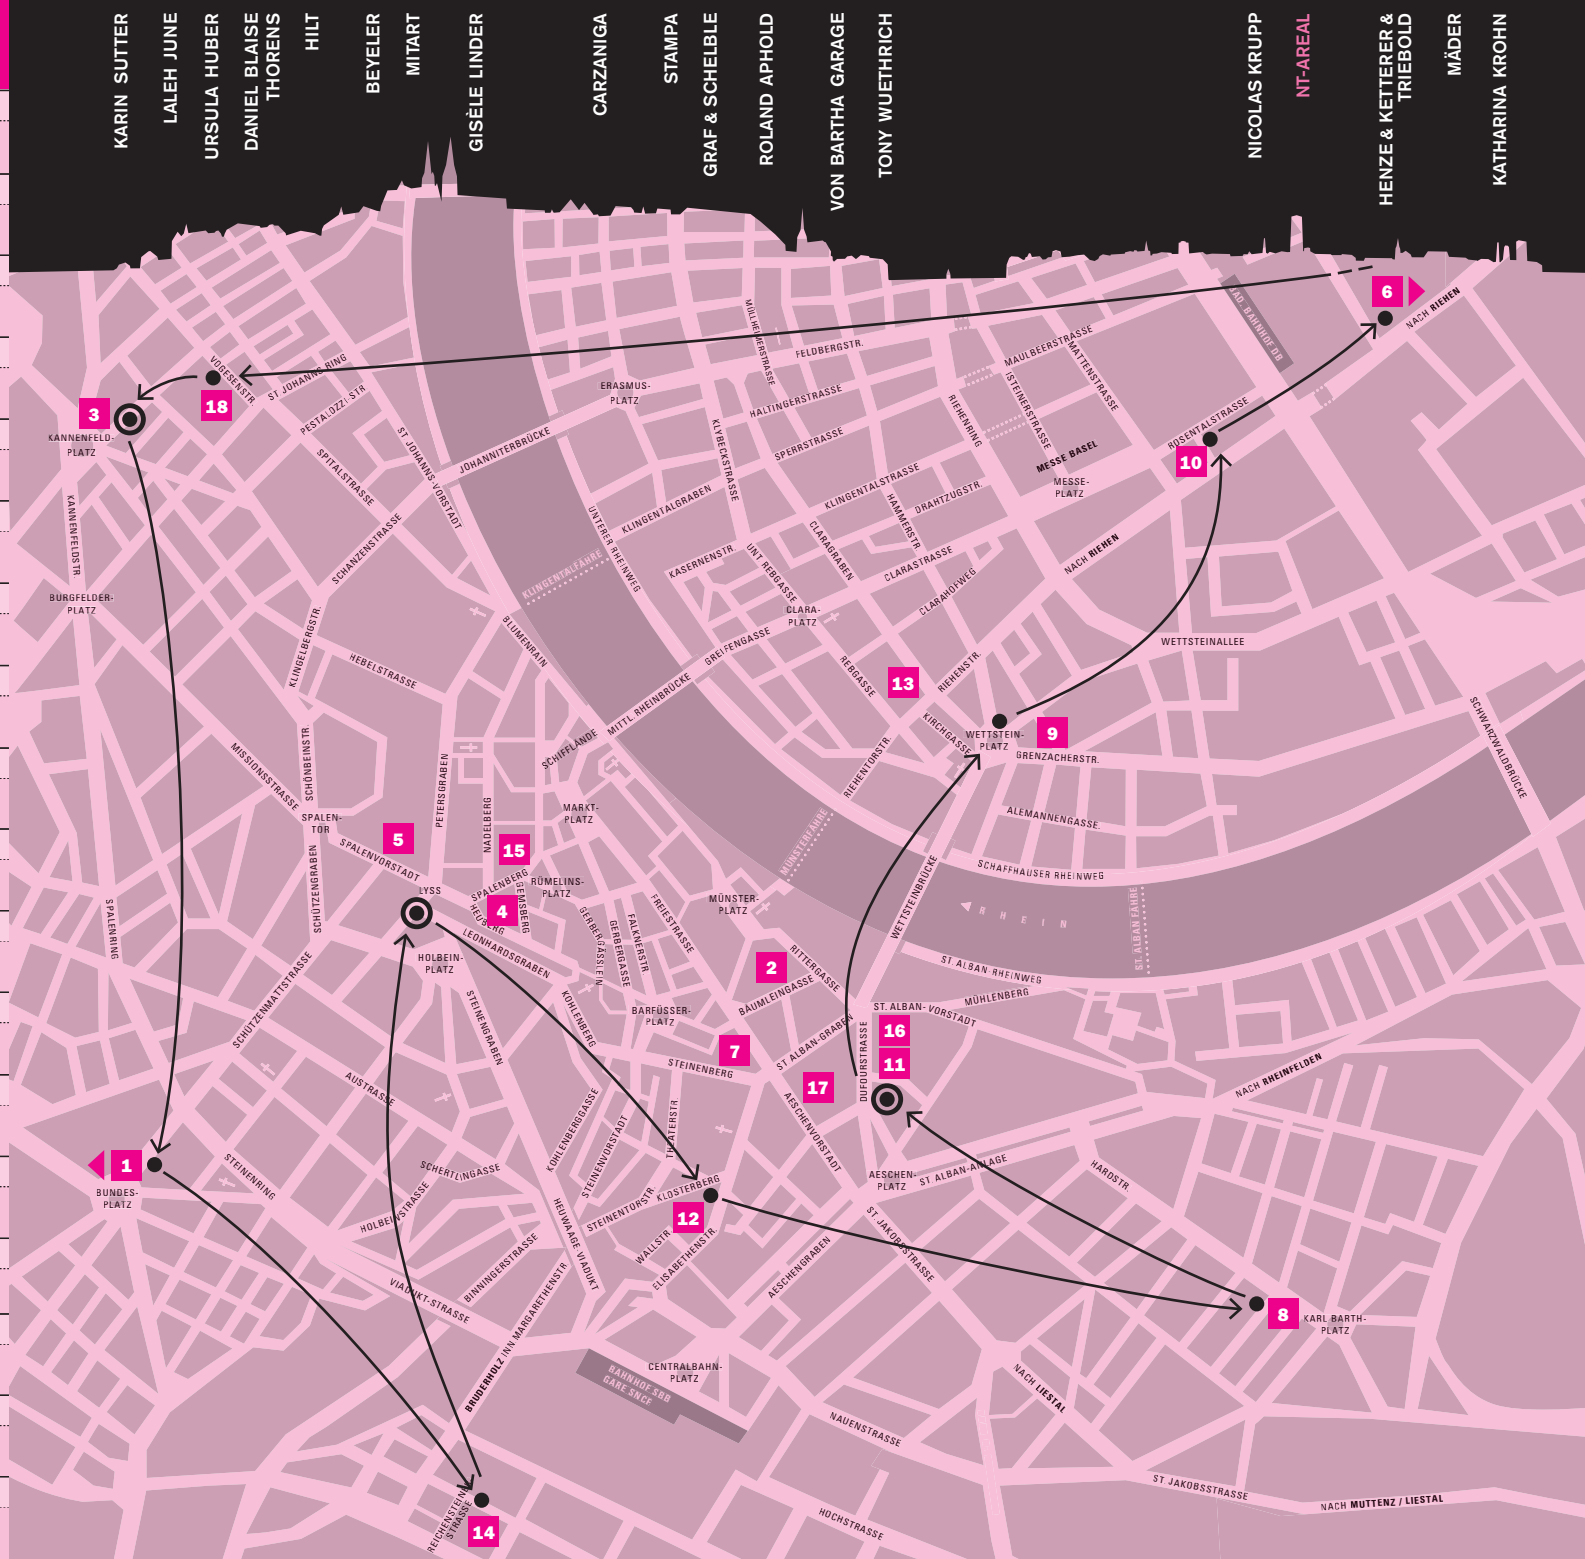 KARIN SUTTER
LALEH JUNE
URSULA HUBER
DANIEL BLAISE
THORENS
HILT
BEYELER
MITART
GISÈLE LINDER
CARZANIGA
STAMPA
GRAF & SCHELBLE
ROLAND APHOLD
VON BARTHA GARAGE
TONY WUETHRICH
NICOLAS KRUPP
NT-AREAL
HENZE & KETTERER &
TRIEBOLD
MÄDER
KATHARINA KROHN
BAD. BAHNHOF DB
6
NACH RIEHEN
MÜLLHEIMERSTRASSE
FELDBERGSTR.
MAULBEERSTRASSE
MATTENSTRASSE
VOGESENSTR.
ST JOHANNS RING
18
PESTALOZZI STR
3
KANNENFELD-
PLATZ
ERASMUS-
PLATZ
HALTINGERSTRASSE
ISTEINERSTRASSE
RIEHENRING
ROSENTALSTRASSE
10
ST JOHANNS-VORSTADT
JOHANNITERBRÜCKE
KLYBECKSTRASSE
SPERRSTRASSE
MESSE BASEL
MESSE-
PLATZ
SPITALSTRASSE
KANNENFELDSTR.
KLINGENTALGRABEN
KLINGENTALSTRASSE
DRAHTZUGSTR.
HAMMERSTR.
SCHANZENSTRASSE
UNTERER RHEINWEG
KLINGENTALFÄHRE
KASERNENSTR.
UNT REBGASSE
CLARAGRABEN
CLARASTRASSE
CLARAHOFWEG
NACH RIEHEN
BURGFELDER-
PLATZ
CLARA-
PLATZ
BLUMENRAIN
GREIFENGASSE
WETTSTEINALLEE
KLINGELBERGSTR.
HEBELSTRASSE
REBGASSE
13
RIEHENSTR.
MITTL RHEINBRÜCKE
KIRCHGASSE
WETTSTEIN-
PLATZ
9
GRENZACHERSTR.
SCHWARZWALDBRÜCKE
SCHIFFLÄNDE
RIEHENTORSTR.
MISSIONSSTRASSE
SCHÖNBEINSTR
PETERSGRABEN
NADELBERG
MARKT-
PLATZ
ALEMANNENGASSE.
SPALEN-
TOR
5
15
SPALENVORSTADT
MÜNSTERFÄHRE
SCHAFFHAUSER RHEINWEG
SCHÜTZENGRABEN
LYSS
SPALENBERG
GEMSBERG
RÜMELINS-
PLATZ
4
HEUBERG
MÜNSTER-
PLATZ
WETTSTEINBRÜCKE
RHEIN
ST. ALBAN FÄHRE
SPALENRING
LEONHARDSGRABEN
GERBERGÄSSLEIN
GERBERGASSE
FALKNERSTR
FREIESTRASSE
HOLBEIN-
PLATZ
2
RITTERGASSE
BÄUMLEINGASSE
ST ALBAN-RHEINWEG
MÜHLENBERG
ST. ALBAN- VORSTADT
SCHÜTZENMATTSTRASSE
STEINENGRABEN
KOHLENBERG
BARFÜSSER-
PLATZ
7
STEINENBERG
ST ALBAN-GRABEN
16
11
17
DUFOURSTRASSE
NACH RHEINFELDEN
AUSTRASSE
KOHLENBERGGASSE
STEINENVORSTADT
THEATERSTR
AESCHENVORSTADT
1
BUNDES-
PLATZ
STEINENRING
SCHERTLINGASSE
KLOSTERBERG
12
AESCHEN-
PLATZ
ST ALBAN-ANLAGE
HARDSTR.
HOLBEINSTRASSE
HEUWAAGE VIADUKT
STEINENTORSTR.
WALLSTR.
ELISABETHENSTR.
AESCHENGRABEN
ST. JAKOBSSTRASSE
VIADUKT-STRASSE
BINNINGERSTRASSE
BRUDERHOLZ INN MARGARETHENSTR
8
KARL BARTH-
PLATZ
BAHNHOF SBB
GARE SNCF
CENTRALBAHN-
PLATZ
NACH LIESTAL
NAUENSTRASSE
ST JAKOBSSTRASSE
NACH MUTTENZ / LIESTAL
HOCHSTRASSE
REICHENSTEINER
STRASSE
14